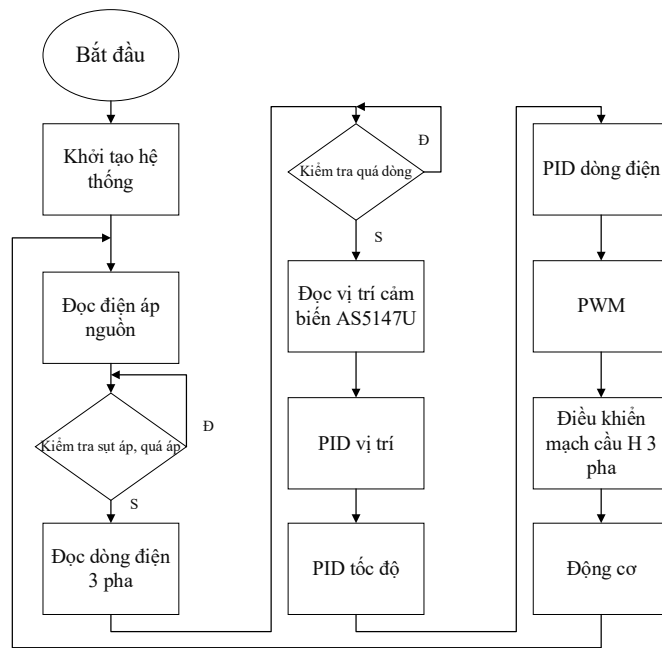 Bắt đầu
Khởi tạo hệ
thống
Đọc điện áp
nguồn
Kiểm tra sụt áp, quá áp
Đ
S
Đọc dòng điện
3 pha
Kiểm tra quá dòng
Đ
S
Đọc vị trí cảm
biến AS5147U
PID vị trí
PID tốc độ
PID dòng điện
PWM
Điều khiển
mạch cầu H 3
pha
Động cơ